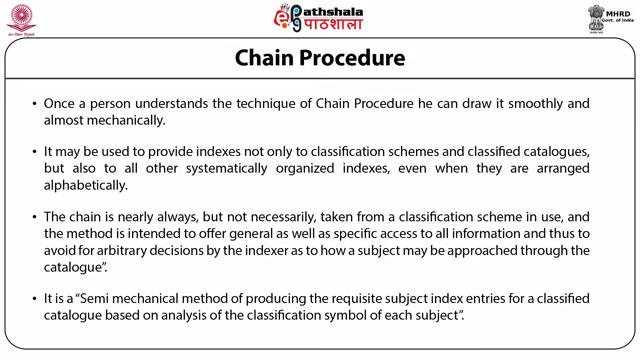 ePathshala
पाठशाला
MHRD
Govt. of India
Chain Procedure
• Once a person understands the technique of Chain Procedure he can draw it smoothly and
almost mechanically.
• It may be used to provide indexes not only to classification schemes and classified catalogues,
but also to all other systematically organized indexes, even when they are arranged
alphabetically.
• The chain is nearly always, but not necessarily, taken from a classification scheme in use, and
the method is intended to offer general as well as specific access to all information and thus to
avoid for arbitrary decisions by the indexer as to how a subject may be approached through the
catalogue”.
• It is a “Semi mechanical method of producing the requisite subject index entries for a classified
catalogue based on analysis of the classification symbol of each subject”.